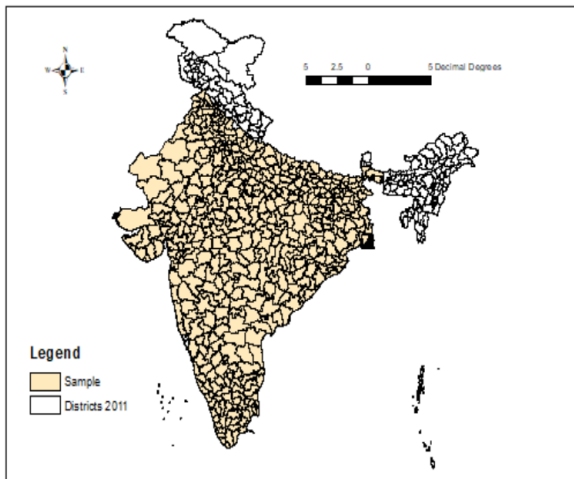 N
W E
S
5 2.5 0 5 Decimal Degrees
Legend
Sample
Districts 2011